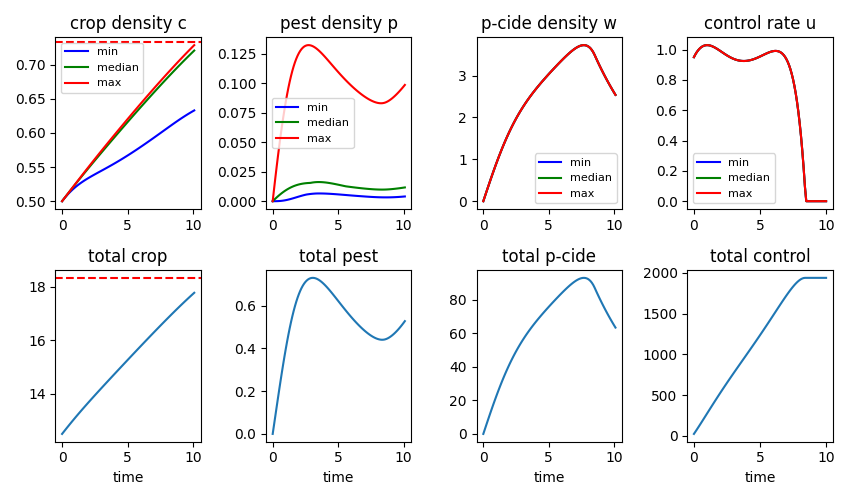 crop density c
pest density p
p-cide density w
control rate u
0.70
0.65
0.60
0.55
0.50
min
median
max
0 5 10
0.125
0.100
0.075
0.050
0.025
0.000
min
median
max
0 5 10
3
2
1
0
min
median
max
0 5 10
1.0
0.8
0.6
0.4
0.2
0.0
min
median
max
0 5 10
total crop
total pest
total p-cide
total control
18
16
14
0 5 10
time
0.6
0.4
0.2
0.0
0 5 10
time
80
60
40
20
0
0 5 10
time
2000
1500
1000
500
0
0 5 10
time